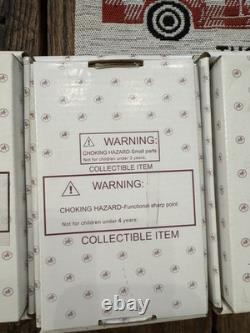 WARNING:
CHOKING HAZARD-Small parts
Not for children under 3 years.
COLLECTIBLE ITEM
WARNING:
CHOKING HAZARD-Functional sharp point
Not for children under 4 years:
COLLECTIBLE ITEM